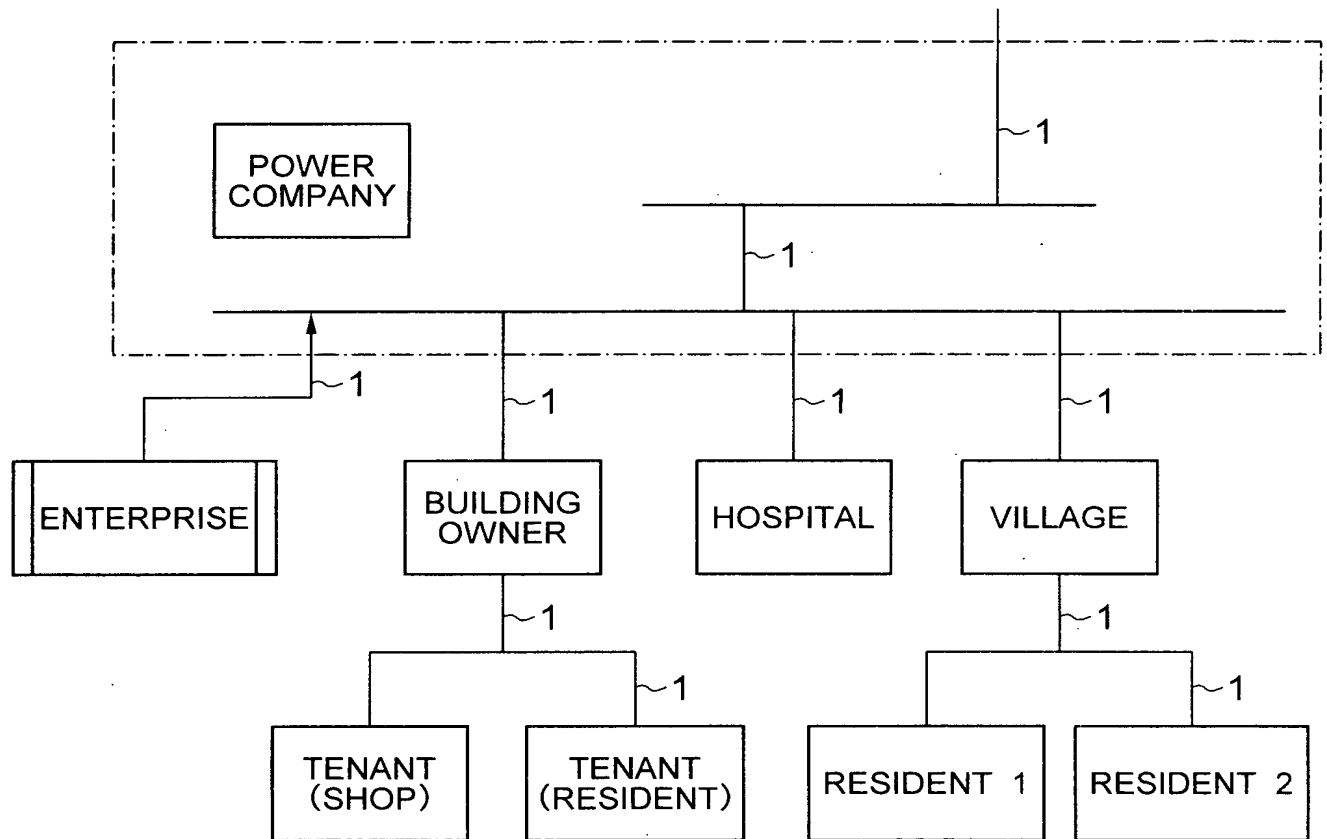 1
POWER
COMPANY
1
1
1
1
1
ENTERPRISE
BUILDING
OWNER
HOSPITAL
VILLAGE
1
1
1
1
TENANT
(SHOP)
TENANT
(RESIDENT)
RESIDENT 1
RESIDENT 2